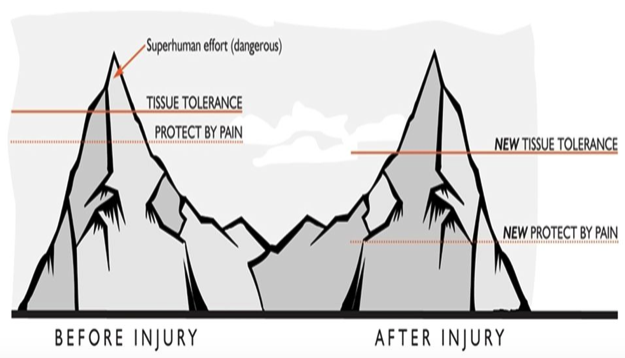 Superhuman effort (dangerous)
TISSUE TOLERANCE
PROTECT BY PAIN
NEW TISSUE TOLERANCE
NEW PROTECT BY PAIN
BEFORE INJURY
AFTER INJURY